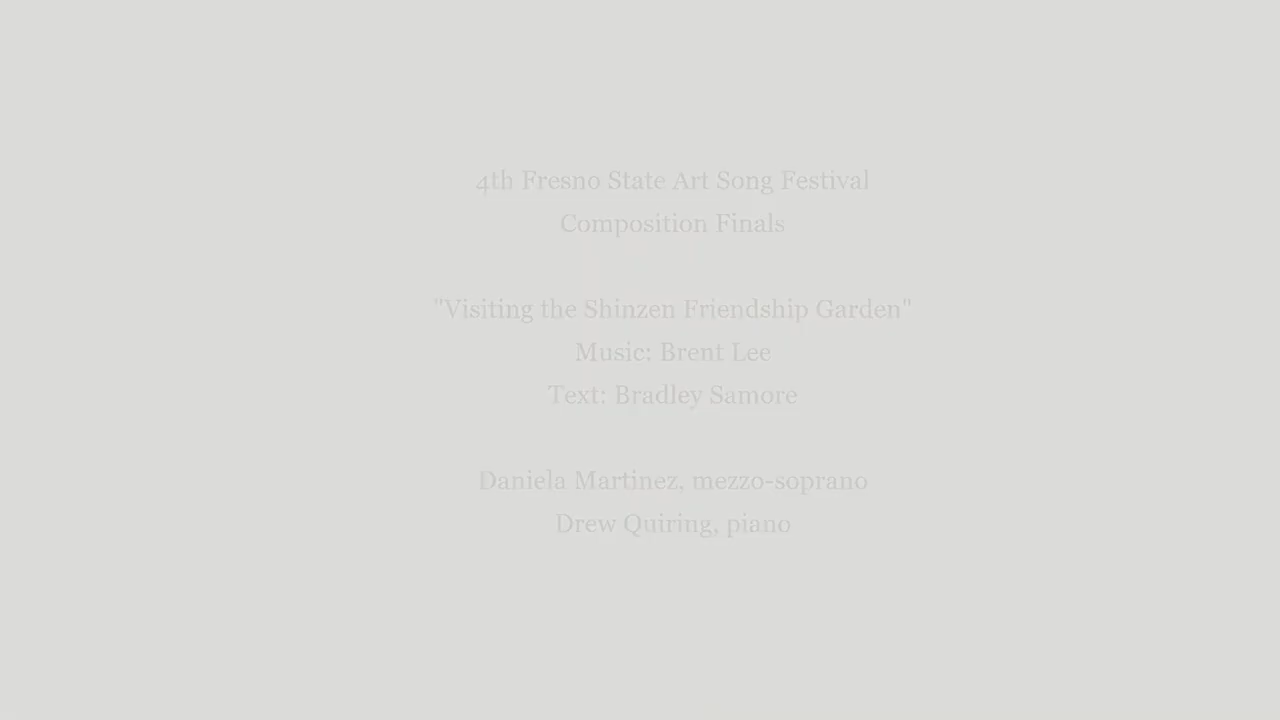 4th Fresno State Art Song Festival
Composition Finals
"Visiting the Shinzen Friendship Garden"
Music: Brent Lee
Text: Bradley Samore
Daniela Martinez, mezzo-soprano
Drew Quiring, piano